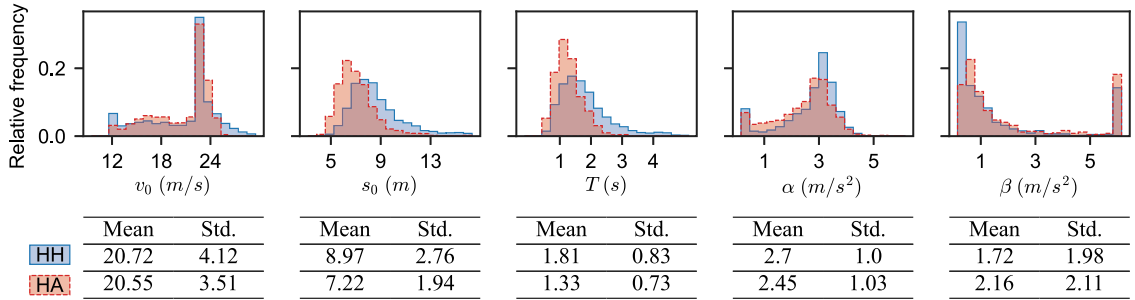 Relative frequency
0.2
0.0
12 18 24
5 9 13
1 2 3 4
1 3 5
1 3 5
v₀ (m/s)
s₀ (m)
T (s)
α (m/s²)
β (m/s²)
Mean Std. Mean Std. Mean Std. Mean Std. Mean Std.
HH 20.72 4.12 8.97 2.76 1.81 0.83 2.7 1.0 1.72 1.98
HA 20.55 3.51 7.22 1.94 1.33 0.73 2.45 1.03 2.16 2.11